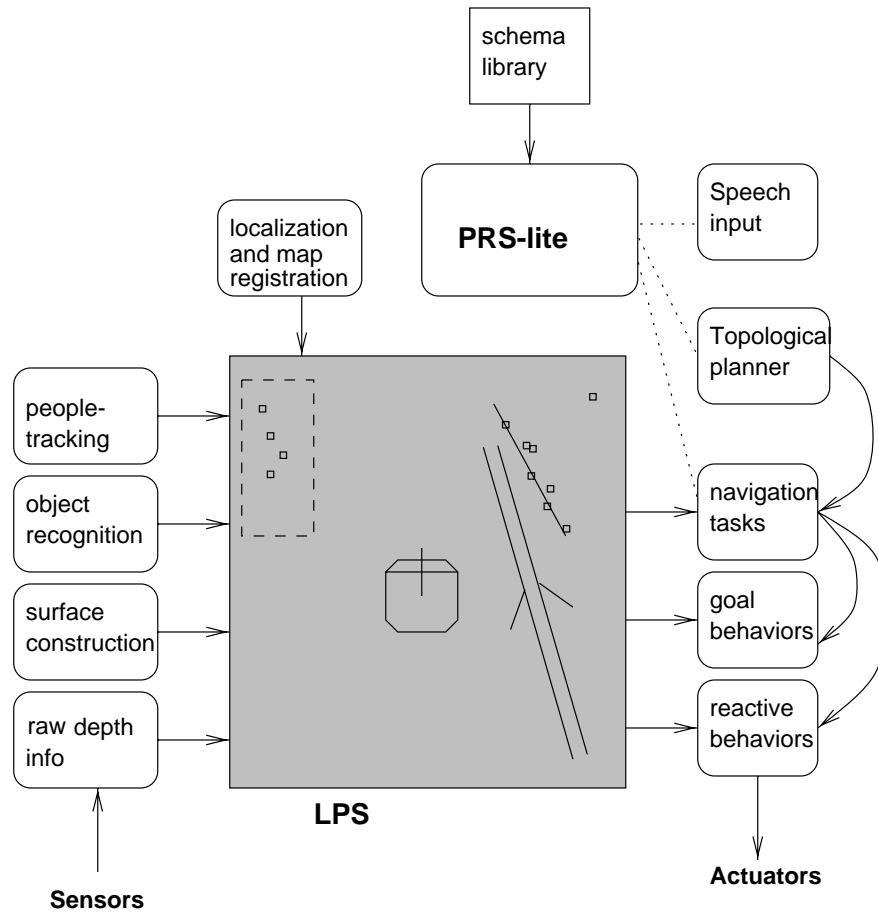 schema
library
PRS-lite
Speech
input
localization
and map
registration
Topological
planner
people-
tracking
object
recognition
surface
construction
raw depth
info
navigation
tasks
goal
behaviors
reactive
behaviors
LPS
Sensors
Actuators